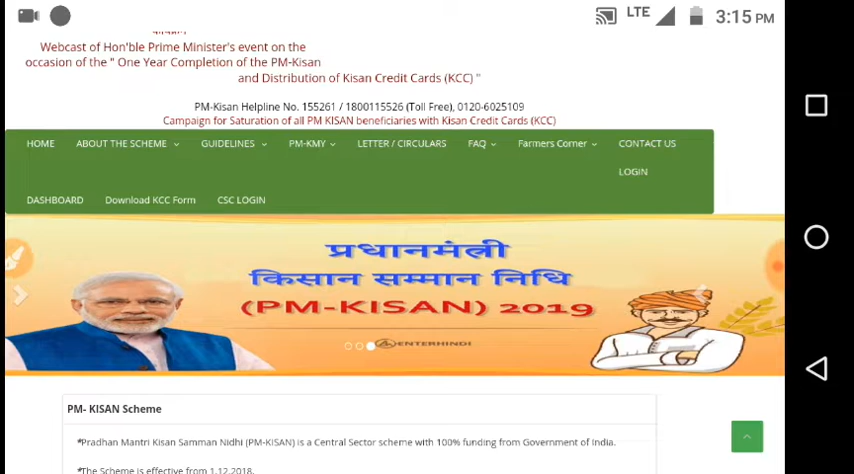 LTE
3:15 PM
Webcast of Hon'ble Prime Minister's event on the
occasion of the " One Year Completion of the PM-Kisan
and Distribution of Kisan Credit Cards (KCC) "
PM-Kisan Helpline No. 155261 / 1800115526 (Toll Free), 0120-6025109
Campaign for Saturation of all PM KISAN beneficiaries with Kisan Credit Cards (KCC)
HOME ABOUT THE SCHEME GUIDELINES PM-KMY LETTER / CIRCULARS FAQ Farmers Corner CONTACT US
LOGIN
DASHBOARD Download KCC Form CSC LOGIN
प्रधानमंत्री
किसान सम्मान निधि
(PM-KISAN) 2019
ENTERHINDI
PM- KISAN Scheme
*Pradhan Mantri Kisan Samman Nidhi (PM-KISAN) is a Central Sector scheme with 100% funding from Government of India.
*The Scheme is effective from 1.12.2018.